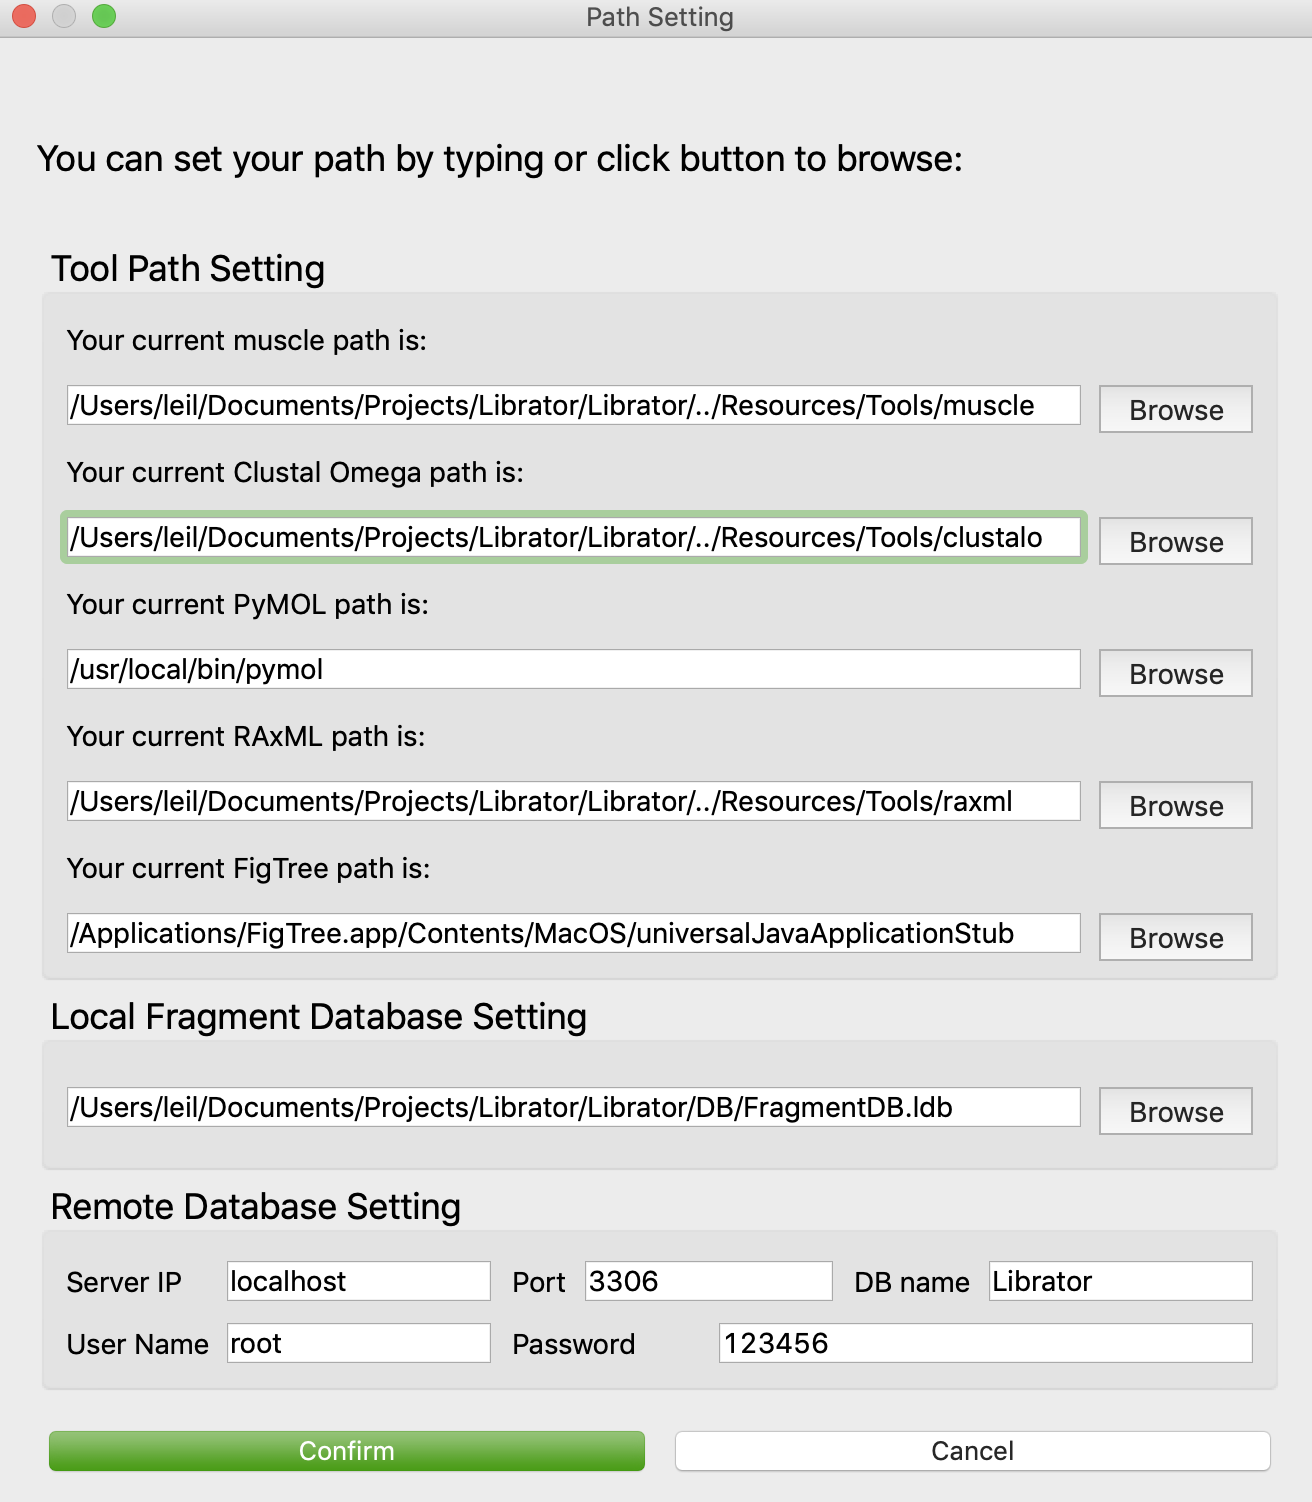 Path Setting
You can set your path by typing or click button to browse:
Tool Path Setting
Your current muscle path is:
/Users/leil/Documents/Projects/Librator/Librator/../Resources/Tools/muscle Browse
Your current Clustal Omega path is:
/Users/leil/Documents/Projects/Librator/Librator/../Resources/Tools/clustalo Browse
Your current PyMOL path is:
/usr/local/bin/pymol Browse
Your current RAxML path is:
/Users/leil/Documents/Projects/Librator/Librator/../Resources/Tools/raxml Browse
Your current FigTree path is:
/Applications/FigTree.app/Contents/MacOS/universalJavaApplicationStub Browse
Local Fragment Database Setting
/Users/leil/Documents/Projects/Librator/Librator/DB/FragmentDB.ldb Browse
Remote Database Setting
Server IP localhost Port 3306 DB name Librator
User Name root Password 123456
Confirm Cancel